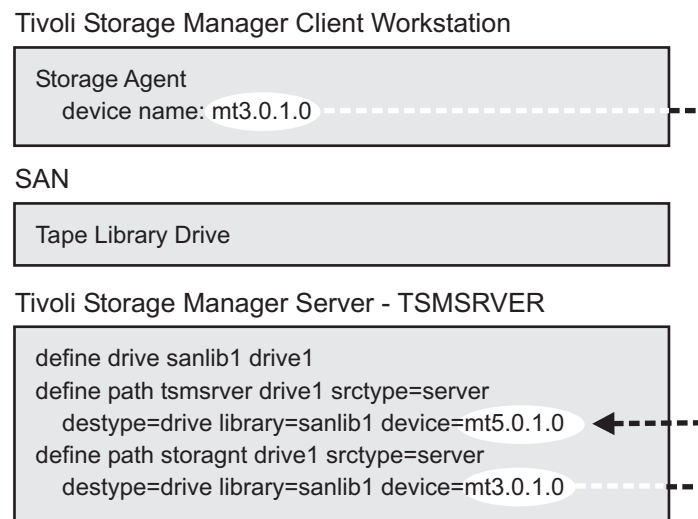 Tivoli Storage Manager Client Workstation
Storage Agent
device name: mt3.0.1.0
SAN
Tape Library Drive
Tivoli Storage Manager Server - TSMSRVER
define drive sanlib1 drive1
define path tsmsrver drive1 srctype=server
destype=drive library=sanlib1 device=mt5.0.1.0
define path storagnt drive1 srctype=server
destype=drive library=sanlib1 device=mt3.0.1.0